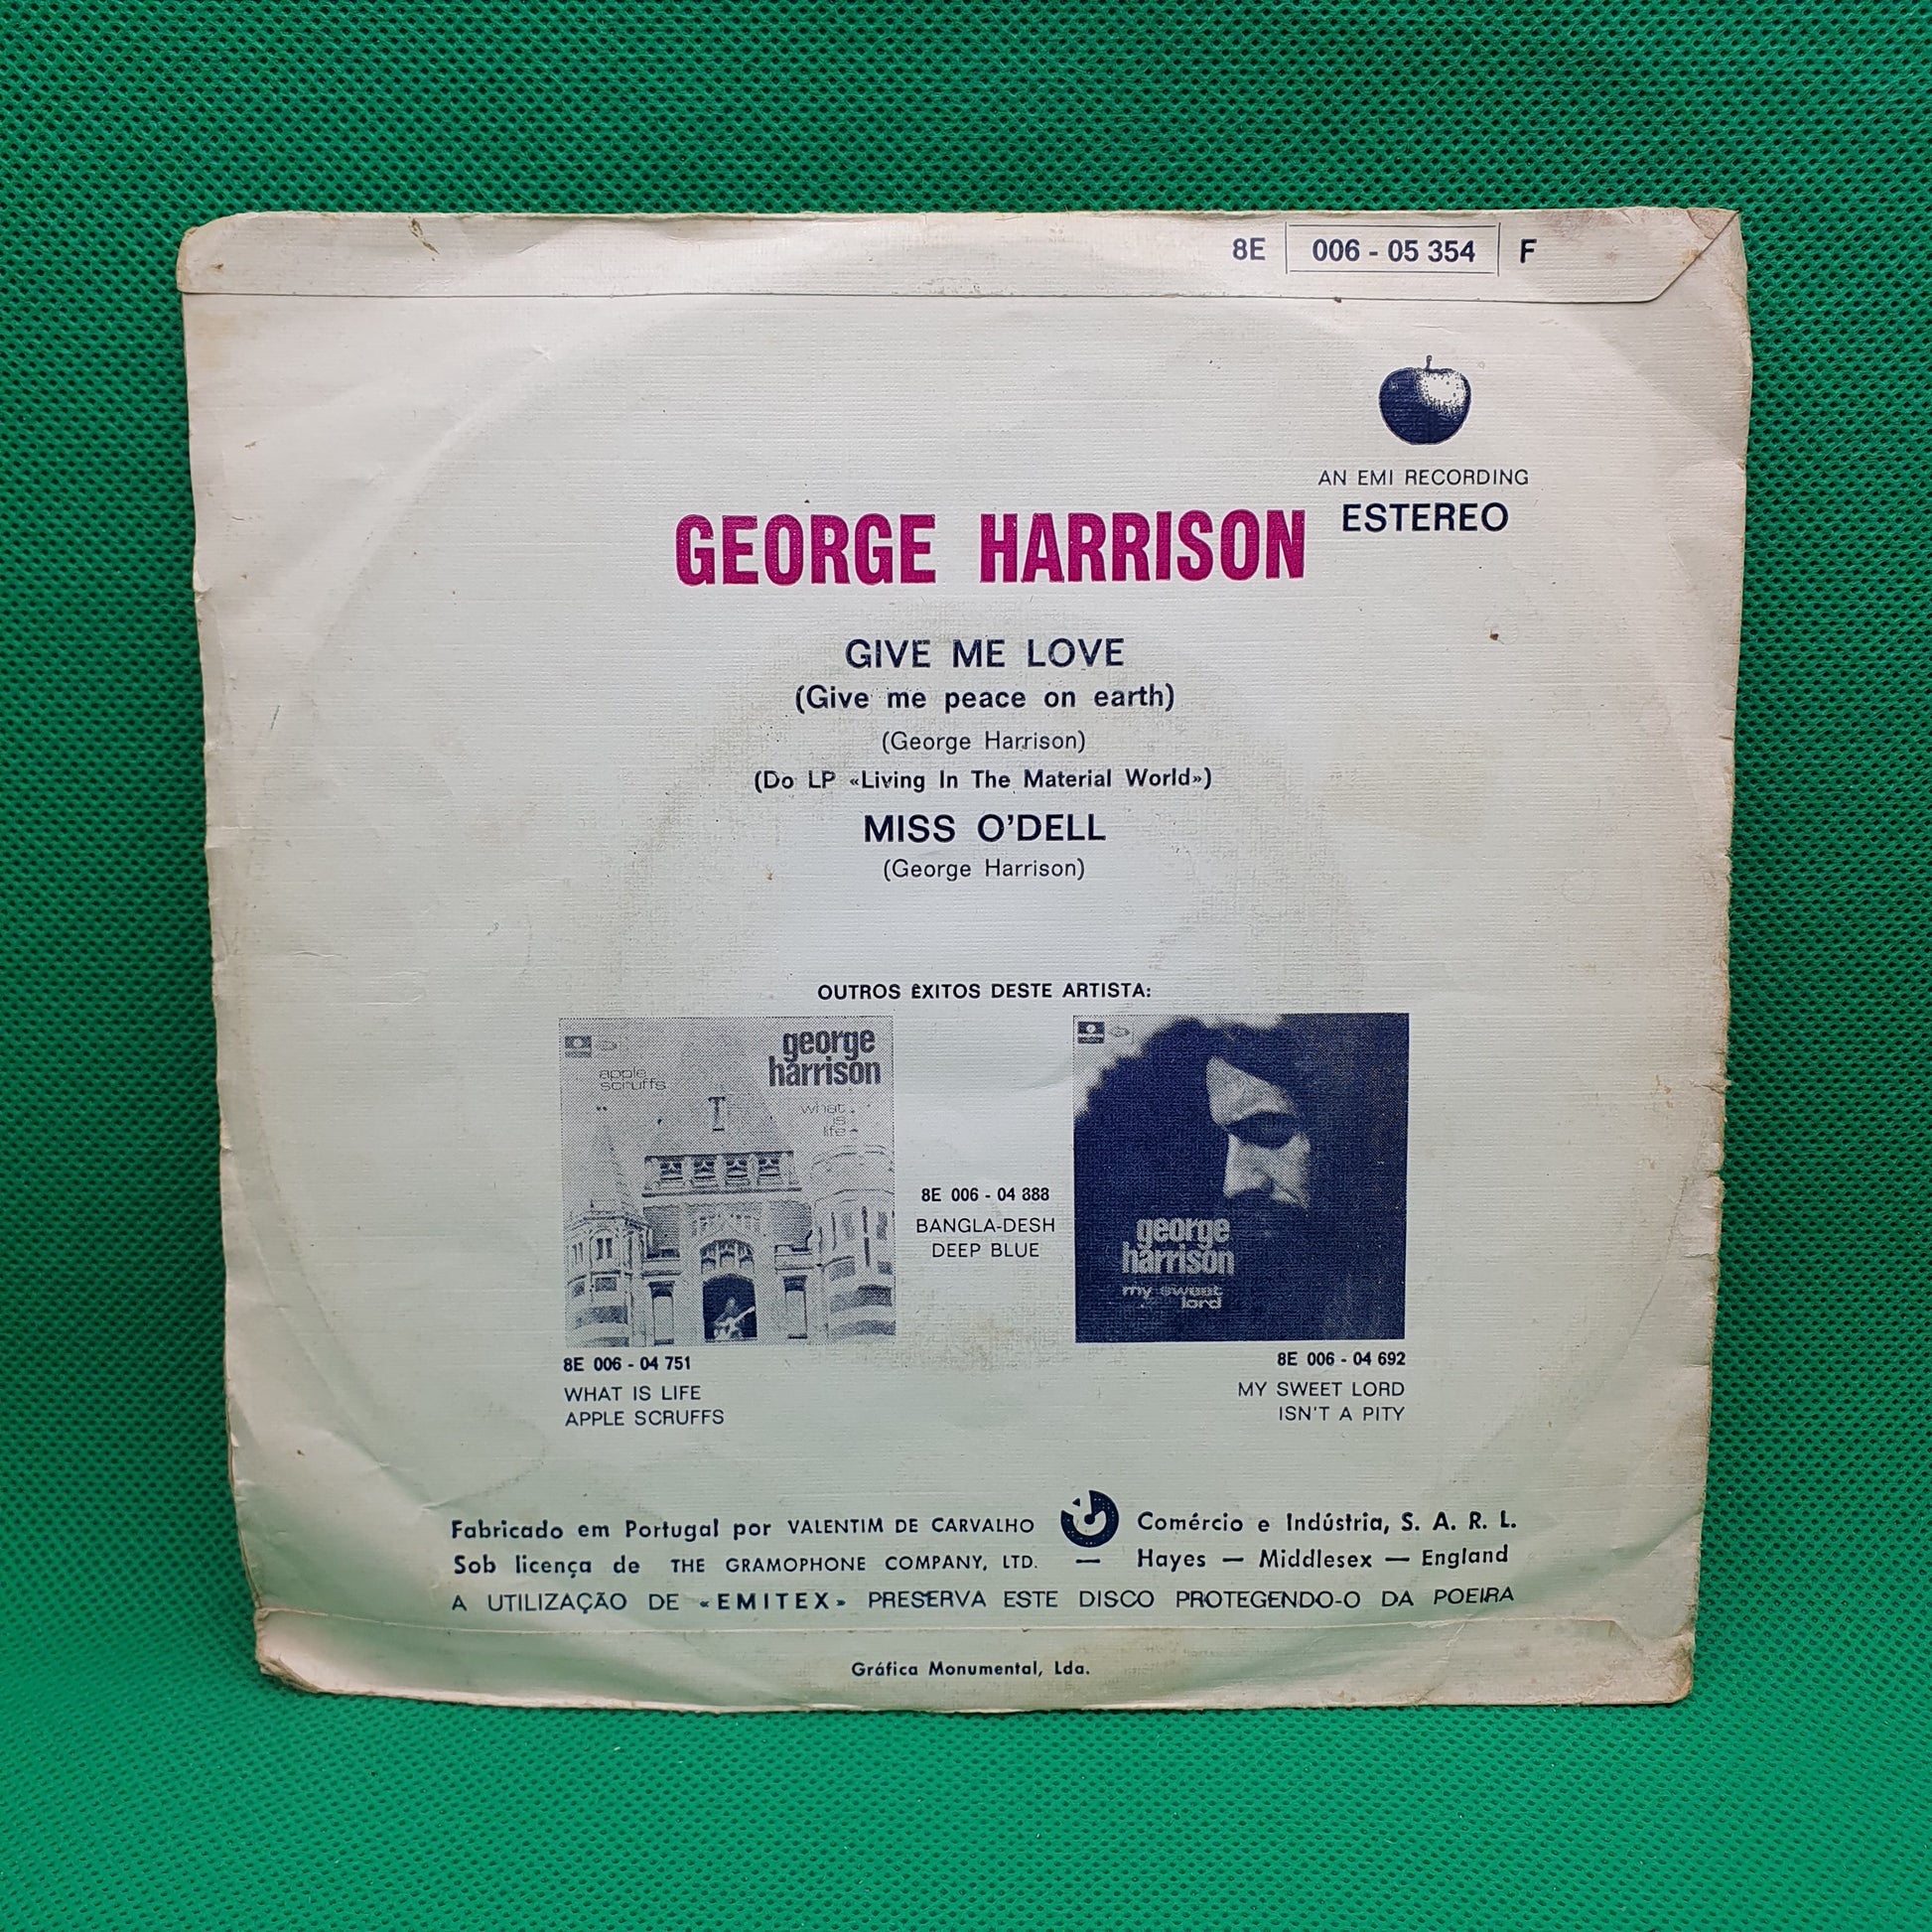 8E 006 - 05 354 F
AN EMI RECORDING
ESTEREO
GEORGE HARRISON
GIVE ME LOVE
(Give me peace on earth)
(George Harrison)
(Do LP «Living In The Material World»)
MISS O'DELL
(George Harrison)
OUTROS ÊXITOS DESTE ARTISTA:
george
harrison
apple
scruffs
what
is
life
8E 006 - 04 751
WHAT IS LIFE
APPLE SCRUFFS
8E 006 - 04 888
BANGLA-DESH
DEEP BLUE
george
harrison
my sweet
lord
8E 006 - 04 692
MY SWEET LORD
ISN'T A PITY
Fabricado em Portugal por VALENTIM DE CARVALHO Comércio e Indústria, S. A. R. L.
Sob licença de THE GRAMOPHONE COMPANY, LTD. — Hayes — Middlesex — England
A UTILIZAÇÃO DE «EMITEX» PRESERVA ESTE DISCO PROTEGENDO-O DA POEIRA
Gráfica Monumental, Lda.